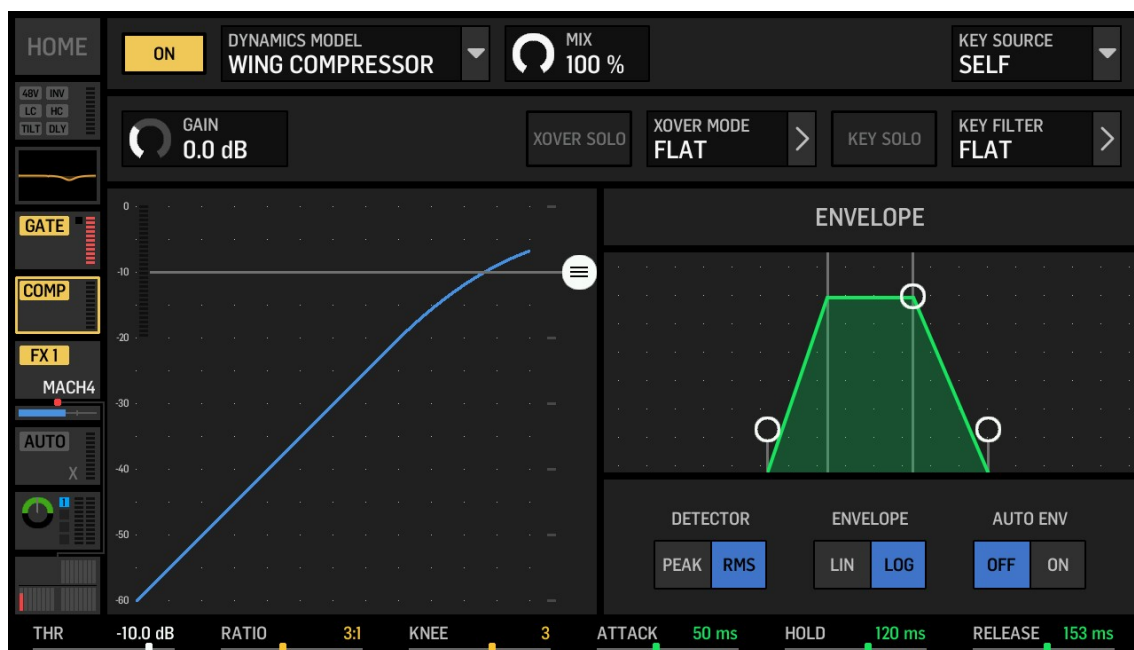 HOME
ON
DYNAMICS MODEL
WING COMPRESSOR
MIX
100 %
KEY SOURCE
SELF
48V INV
LC HC
TILT DLY
GAIN
0.0 dB
XOVER SOLO
XOVER MODE
FLAT
KEY SOLO
KEY FILTER
FLAT
GATE
COMP
FX 1
MACH4
AUTO
X
1
0
-10
-20
-30
-40
-50
-60
ENVELOPE
DETECTOR
ENVELOPE
AUTO ENV
PEAK RMS
LIN LOG
OFF ON
THR -10.0 dB
RATIO 3:1
KNEE 3
ATTACK 50 ms
HOLD 120 ms
RELEASE 153 ms